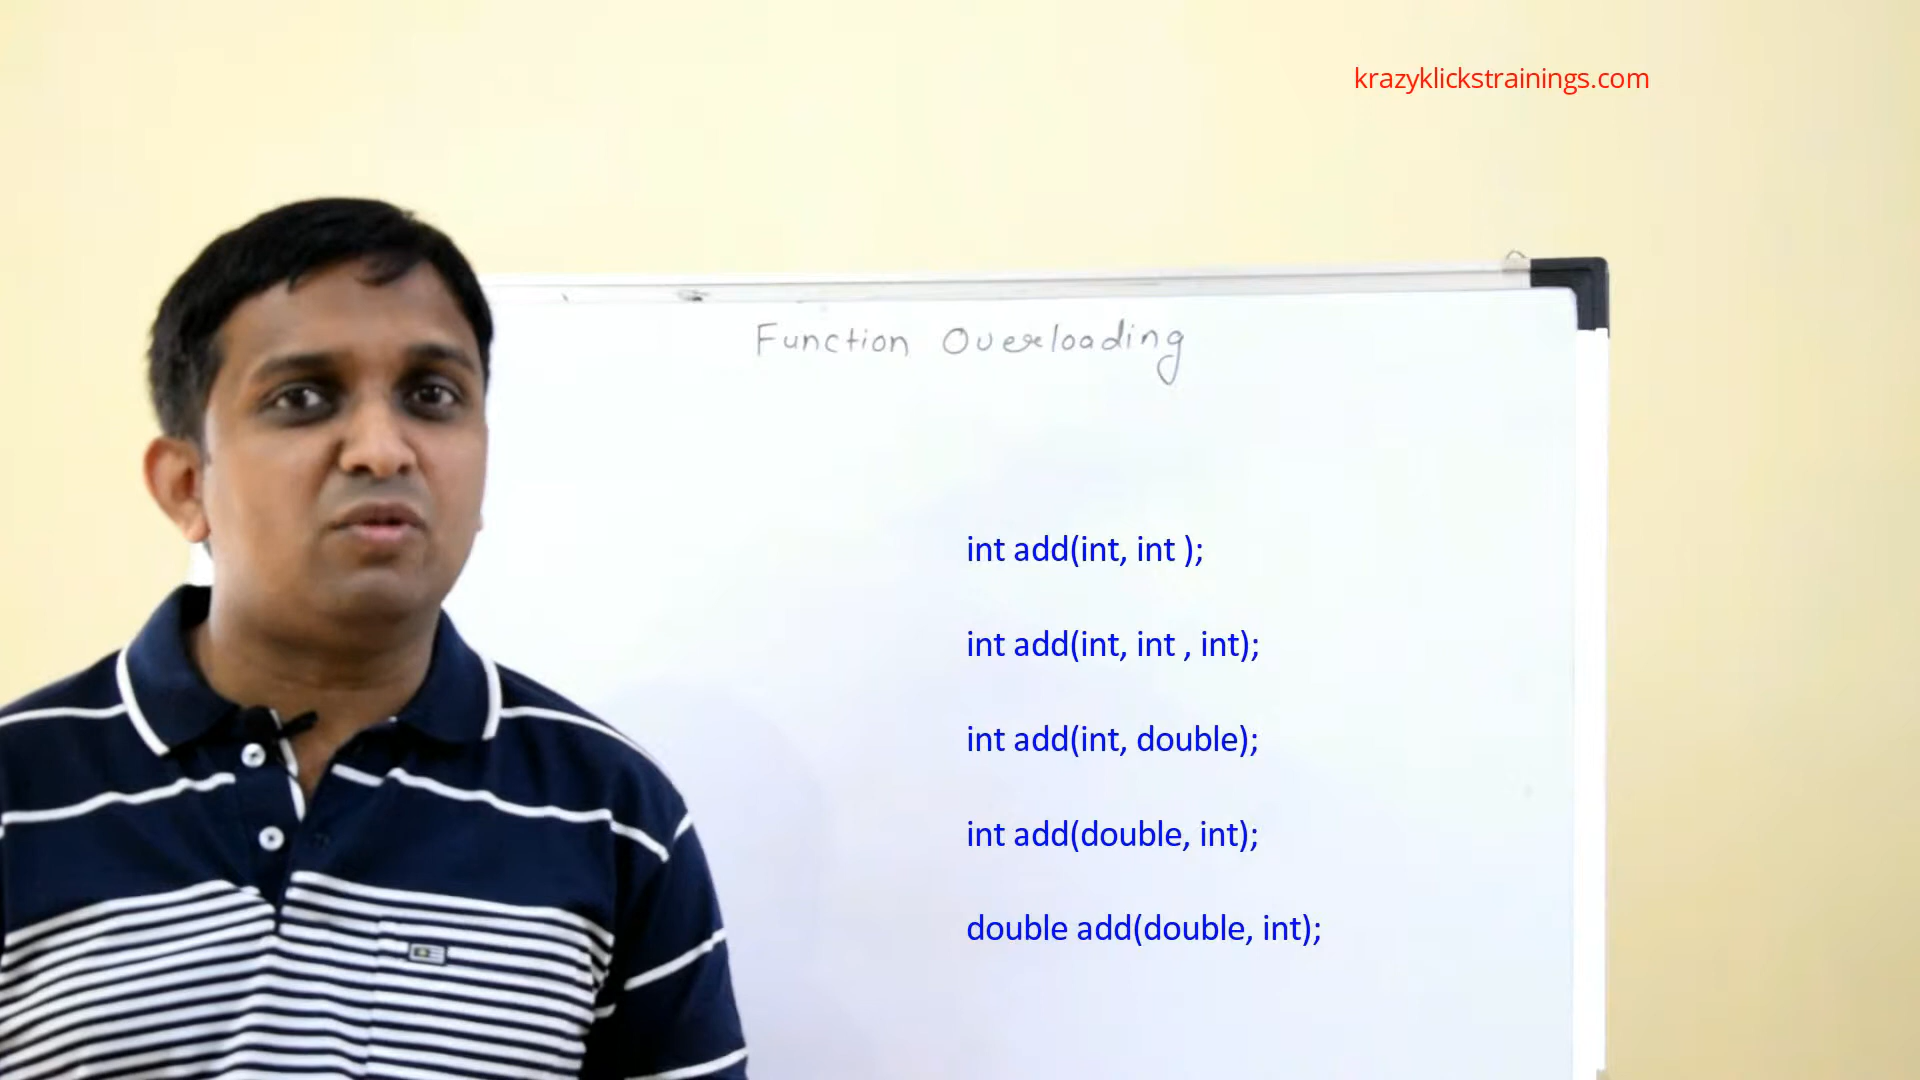 krazyklickstrainings.com
Function Overloading
int add(int, int );
int add(int, int , int);
int add(int, double);
int add(double, int);
double add(double, int);